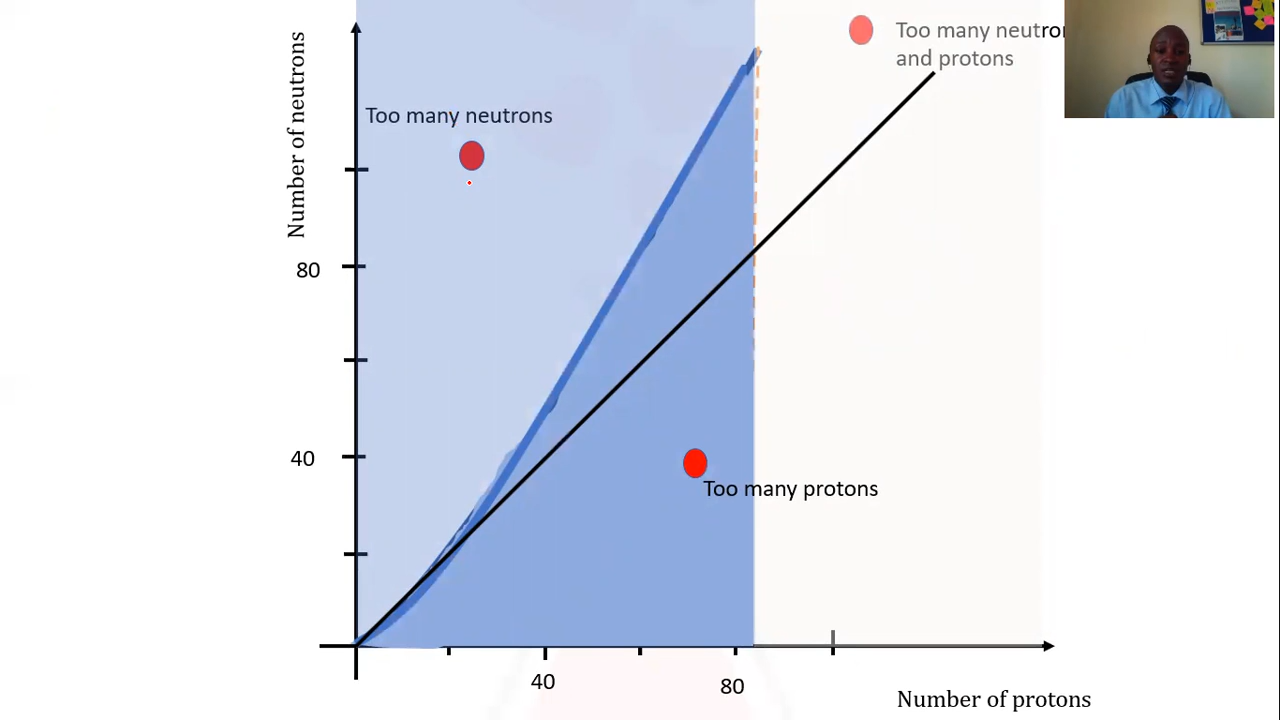 Too many neutron
and protons
Number of neutrons
Too many neutrons
80
40
Too many protons
40
80
Number of protons